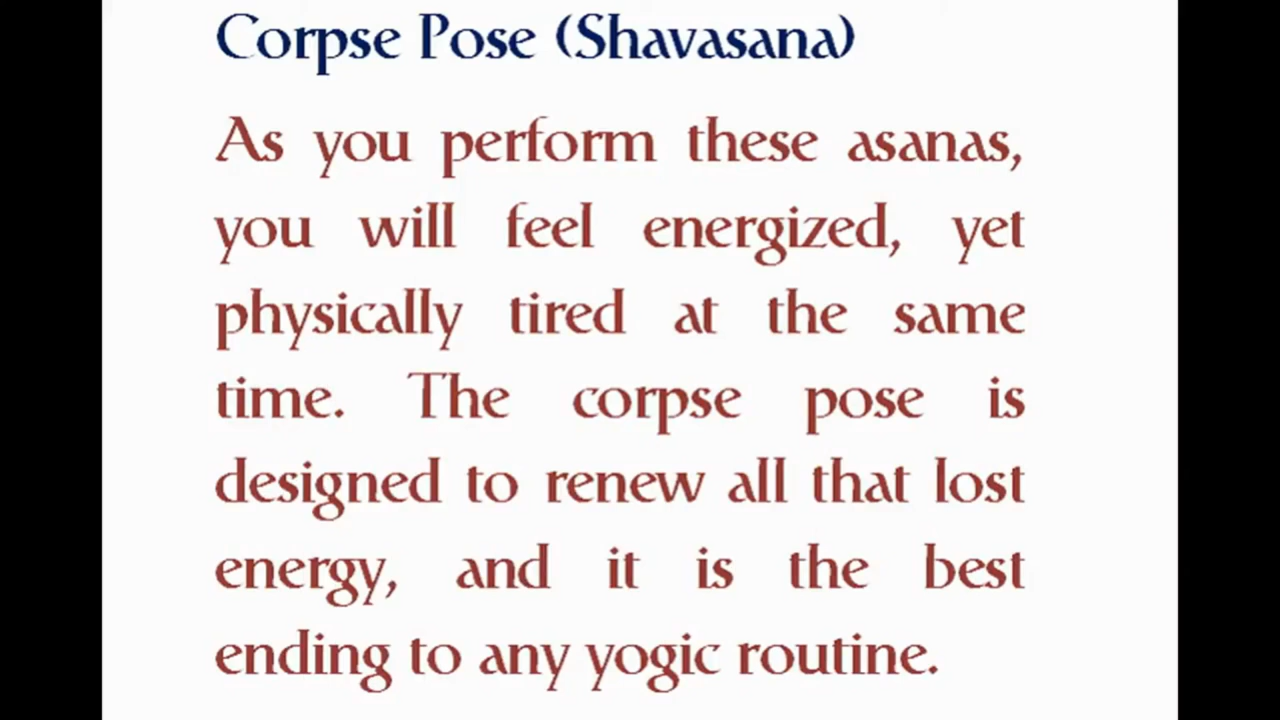 Corpse Pose (Shavasana)
As you perform these asanas,
you will feel energized, yet
physically tired at the same
time. The corpse pose is
designed to renew all that lost
energy, and it is the best
ending to any yogic routine.